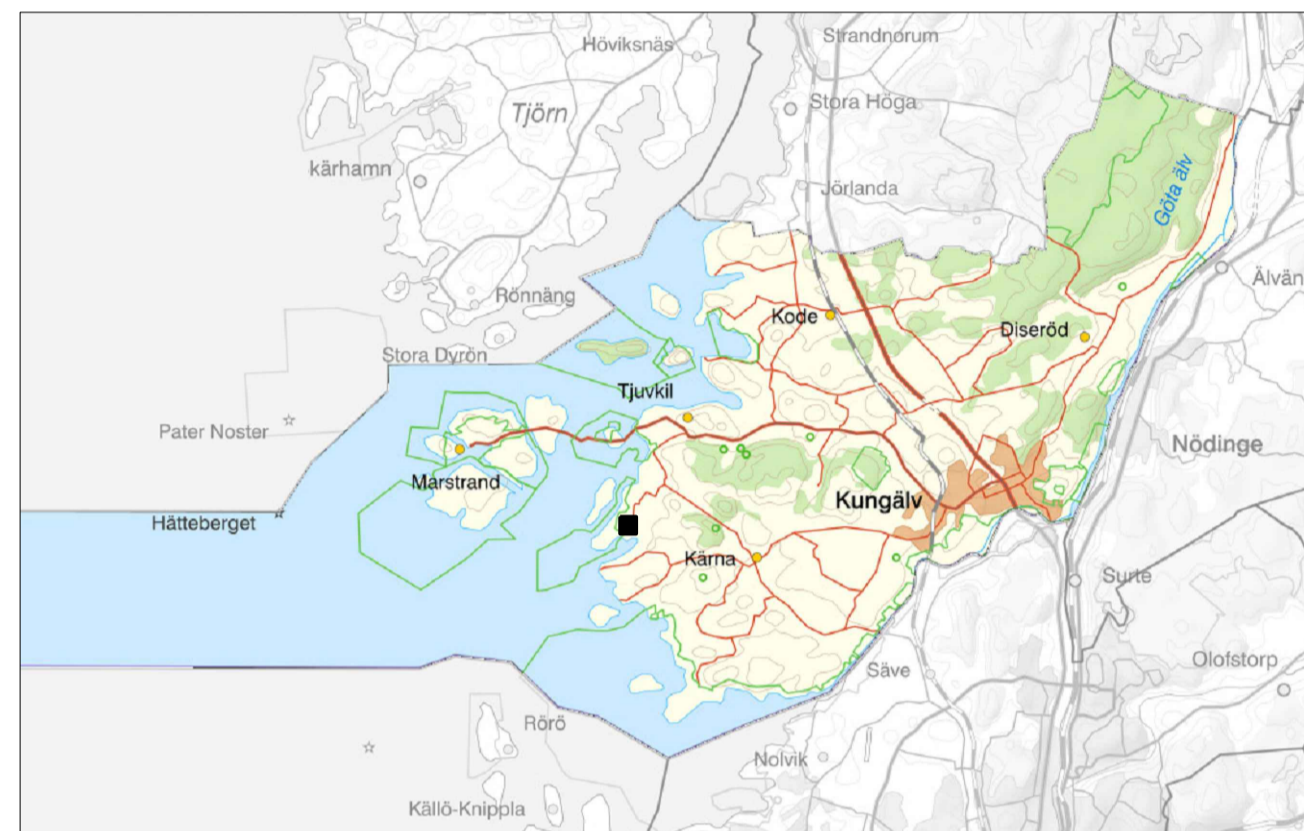 Höviksnäs
Strandnorum
Tjörn
Stora Höga
kärhamn
Jörlanda
Göta älv
Rönnäng
Älvän
Kode
Diseröd
Stora Dyrön
Tjuvkil
Pater Noster
Nödinge
Marstrand
Kungälv
Hätteberget
Kärna
Surte
Säve
Olofstorp
Rörö
Nolvik
Källö-Knippla